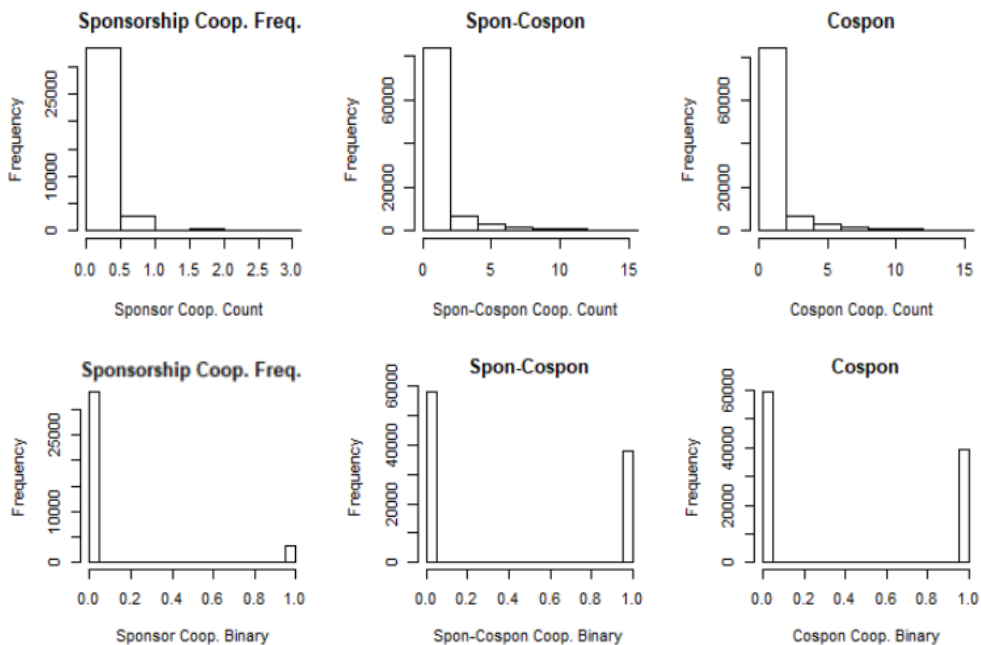 Sponsorship Coop. Freq.
Frequency
0 10000 25000
0.0 0.5 1.0 1.5 2.0 2.5 3.0
Sponsor Coop. Count
Spon-Cospon
Frequency
0 20000 60000
0 5 10 15
Spon-Cospon Coop. Count
Cospon
Frequency
0 20000 60000
0 5 10 15
Cospon Coop. Count
Sponsorship Coop. Freq.
Frequency
0 10000 25000
0.0 0.2 0.4 0.6 0.8 1.0
Sponsor Coop. Binary
Spon-Cospon
Frequency
0 20000 40000 60000
0.0 0.2 0.4 0.6 0.8 1.0
Spon-Cospon Coop. Binary
Cospon
Frequency
0 20000 40000 60000
0.0 0.2 0.4 0.6 0.8 1.0
Cospon Coop. Binary